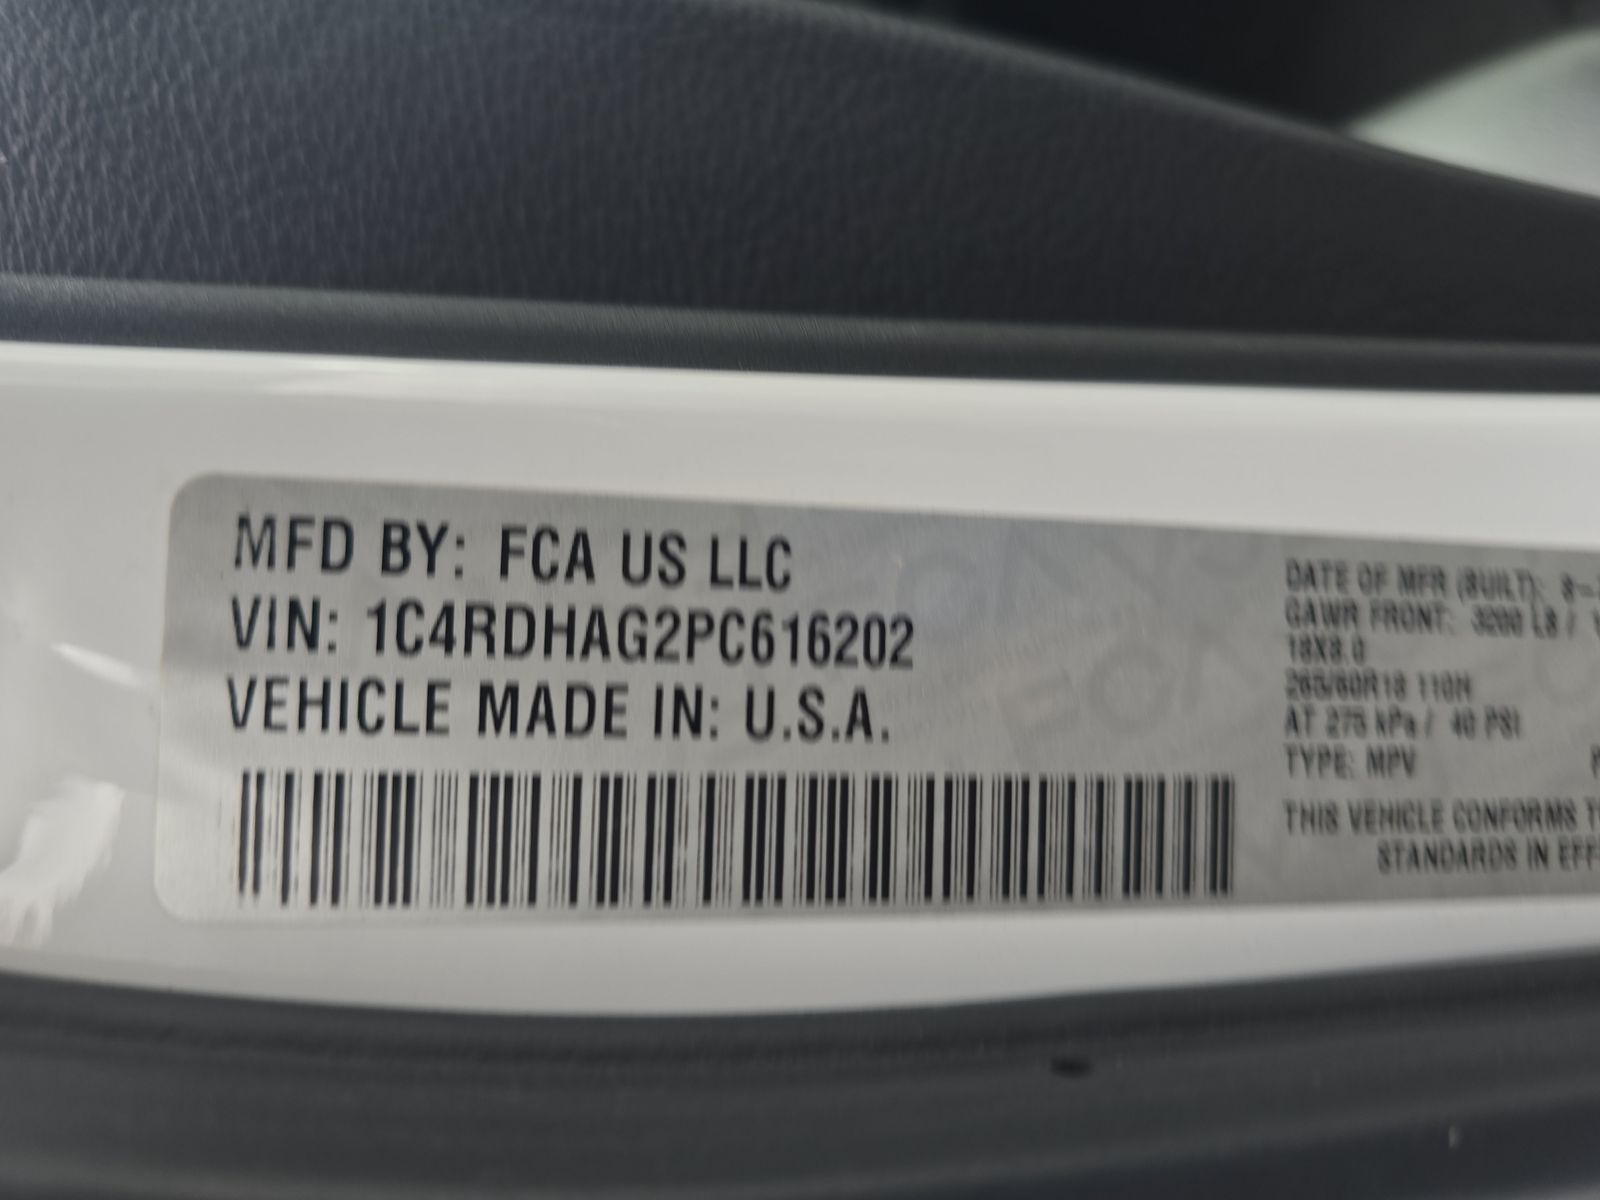 MFD BY: FCA US LLC
VIN: 1C4RDHAG2PC616202
VEHICLE MADE IN: U.S.A.
DATE OF MFR (BUILT): 8-
GAWR FRONT: 3200 LB /
18X8.0
265/60R18 110H
AT 275 kPa / 40 PSI
TYPE: MPV
THIS VEHICLE CONFORMS
STANDARDS IN